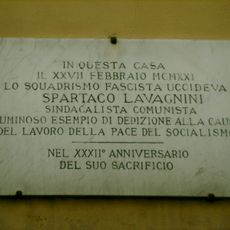 IN QUESTA CASA
IL XXVII FEBBRAIO MCMXXI
LO SQUADRISMO FASCISTA UCCIDEVA
SPARTACO LAVAGNINI
SINDACALISTA COMUNISTA
LUMINOSO ESEMPIO DI DEDIZIONE ALLA CAU
DEL LAVORO DELLA PACE DEL SOCIALISMO
NEL XXXII° ANNIVERSARIO
DEL SUO SACRIFICIO